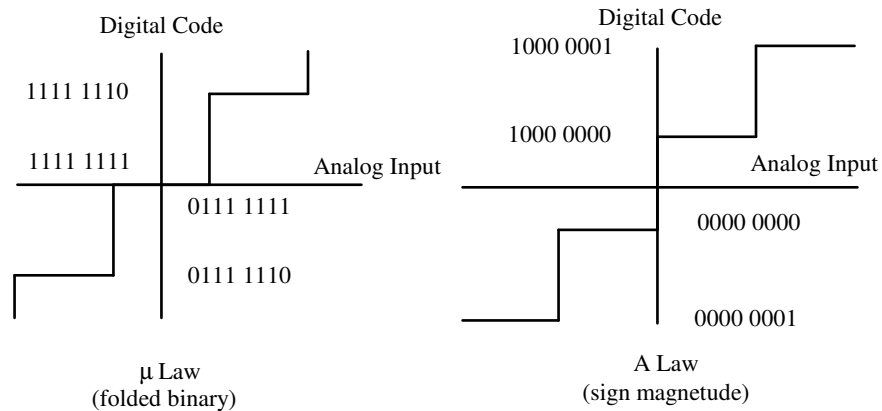 Digital Code
1111 1110
1111 1111
Analog Input
0111 1111
0111 1110
μ Law
(folded binary)
Digital Code
1000 0001
1000 0000
Analog Input
0000 0000
0000 0001
A Law
(sign magnetude)